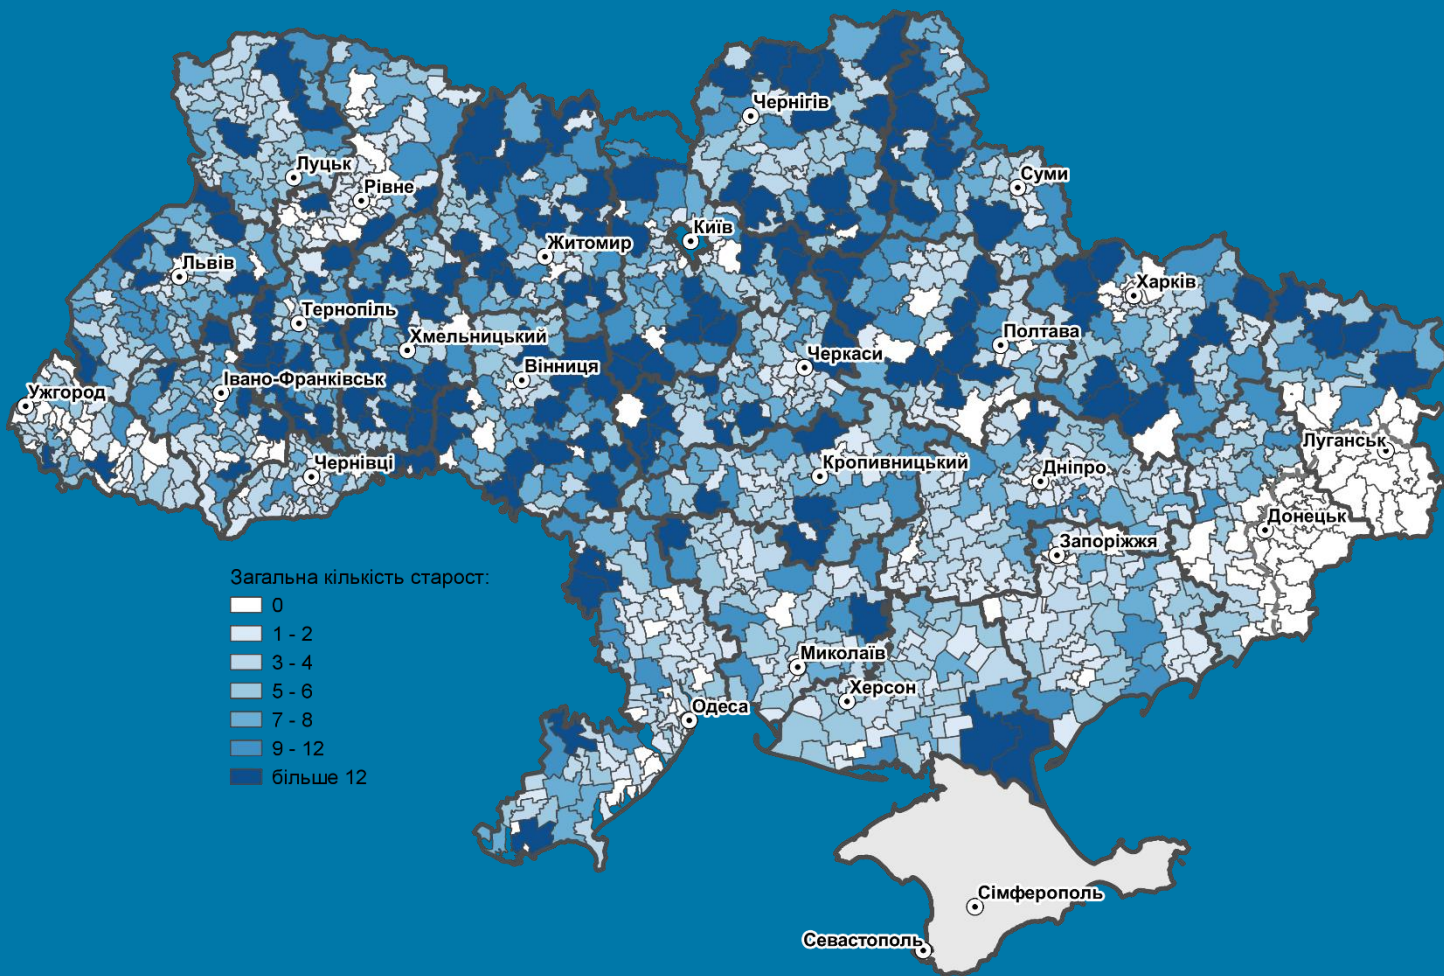 Чернігів
Луцьк
Суми
Рівне
Київ
Житомир
Львів
Харків
Тернопіль
Хмельницький
Полтава
Черкаси
Вінниця
Івано-Франківськ
Ужгород
Луганськ
Чернівці
Кропивницький
Дніпро
Донецьк
Запоріжжя
Загальна кількість старост:
0
1 - 2
3 - 4
5 - 6
7 - 8
9 - 12
більше 12
Миколаїв
Херсон
Одеса
Сімферополь
Севастополь